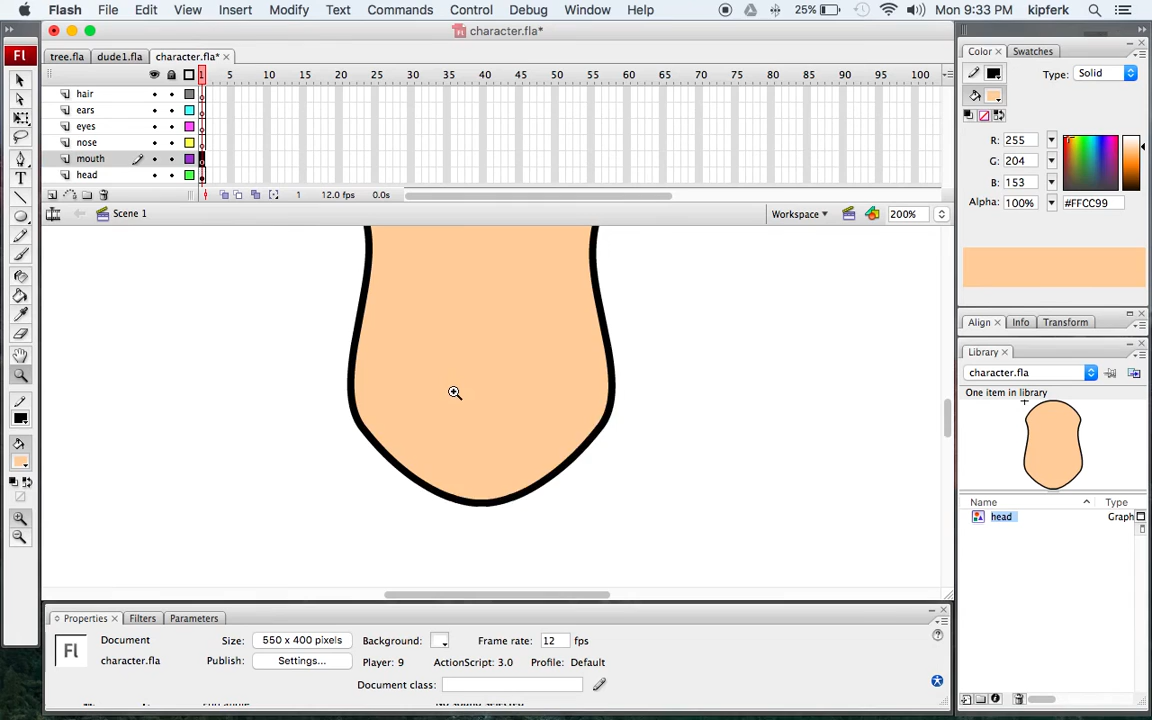 Flash File Edit View Insert Modify Text Commands Control Debug Window Help 25% Mon 9:33 PM kipferk
character.fla*
Fl
tree.fla dude1.fla character.fla*
1 5 10 15 20 25 30 35 40 45 50 55 60 65 70 75 80 85 90 95 100
hair
ears
eyes
nose
mouth
head
1 12.0 fps 0.0s
Scene 1 Workspace 200%
Color Swatches
Type: Solid
R: 255
G: 204
B: 153
Alpha: 100% #FFCC99
Align Info Transform
Library
character.fla
One item in library
Name Type
head Graph
Properties Filters Parameters
Fl
Document Size: 550 x 400 pixels Background: Frame rate: 12 fps
character.fla Publish: Settings... Player: 9 ActionScript: 3.0 Profile: Default
Document class: